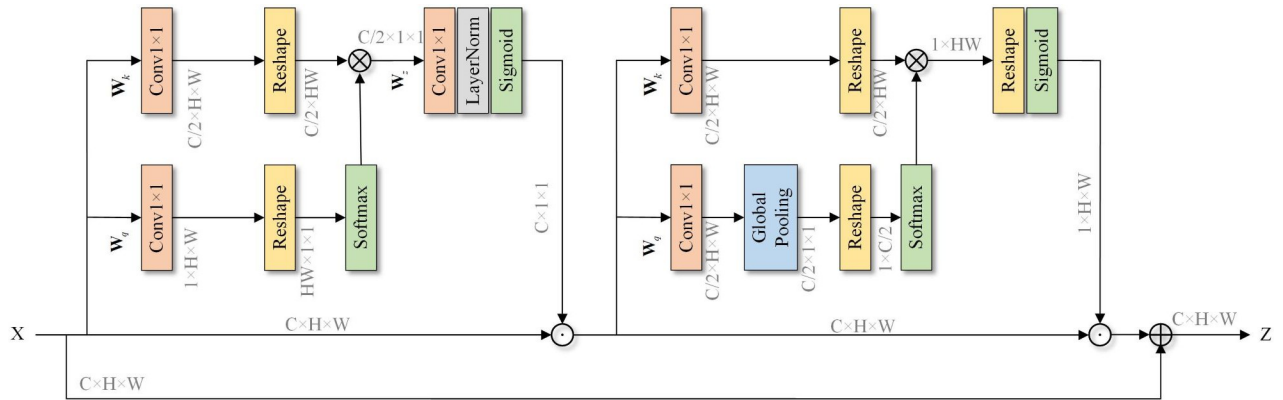 W_k
Conv1×1
C/2×H×W
Reshape
C/2×HW
C/2×1×1
W_z
Conv1×1
LayerNorm
Sigmoid
W_q
Conv1×1
1×H×W
Reshape
HW×1×1
Softmax
C×1×1
W_k
Conv1×1
C/2×H×W
Reshape
C/2×HW
1×HW
Reshape
Sigmoid
W_q
Conv1×1
C/2×H×W
Global
Pooling
C/2×1×1
Reshape
1×C/2
Softmax
1×H×W
X
C×H×W
C×H×W
C×H×W
Z
C×H×W